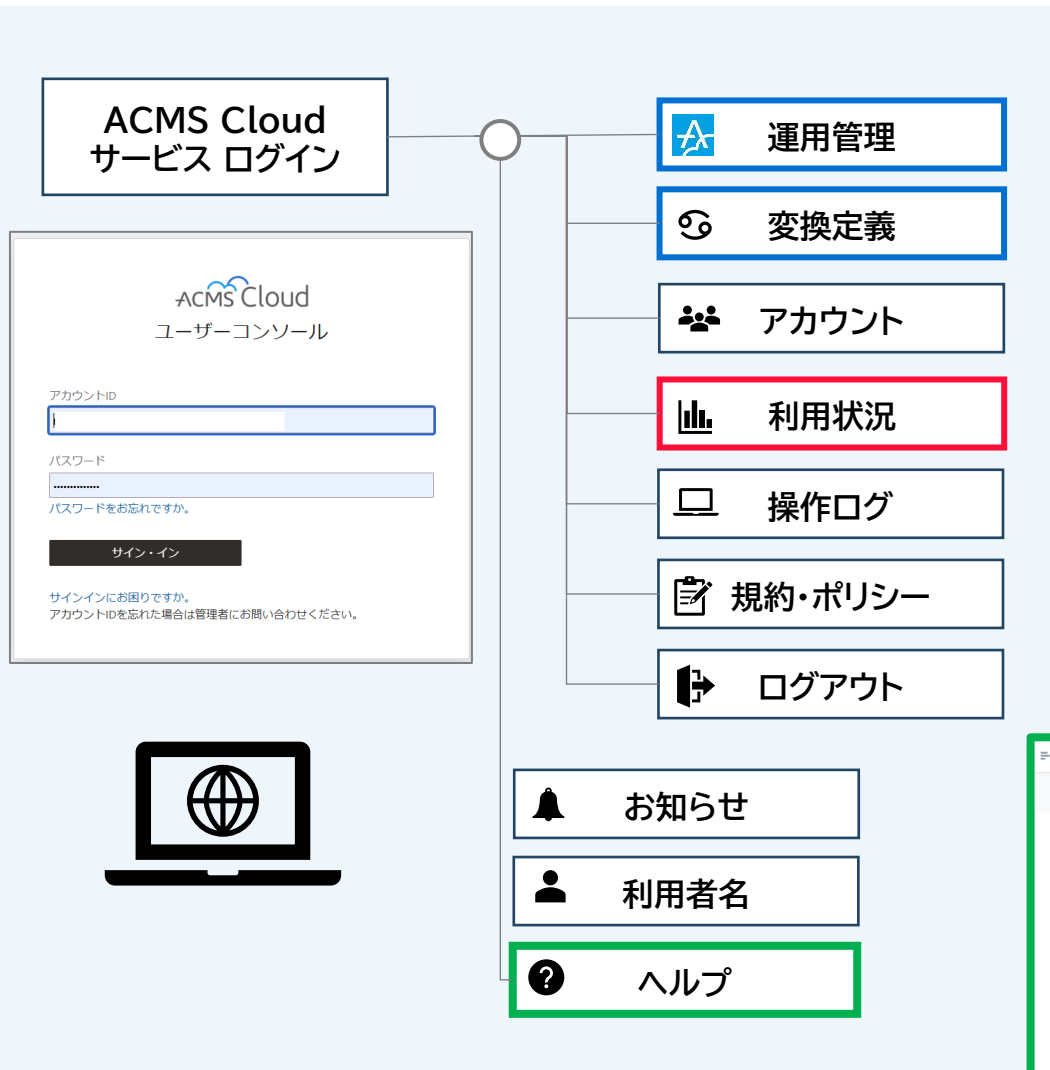 ACMS Cloud
サービス ログイン
ACMS Cloud
ユーザーコンソール
アカウントID
パスワード
••••••••••••••
パスワードをお忘れですか。
サイン・イン
サインインにお困りですか。
アカウントIDを忘れた場合は管理者にお問い合わせください。
運用管理
変換定義
アカウント
利用状況
操作ログ
規約・ポリシー
ログアウト
お知らせ
利用者名
ヘルプ